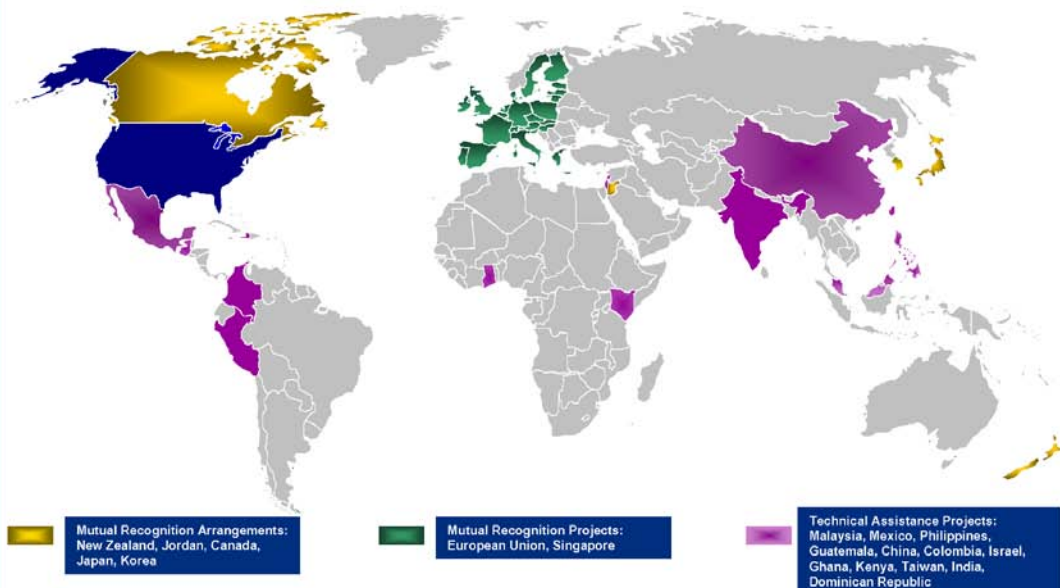 Mutual Recognition Arrangements:
New Zealand, Jordan, Canada,
Japan, Korea
Mutual Recognition Projects:
European Union, Singapore
Technical Assistance Projects:
Malaysia, Mexico, Philippines,
Guatemala, China, Colombia, Israel,
Ghana, Kenya, Taiwan, India,
Dominican Republic